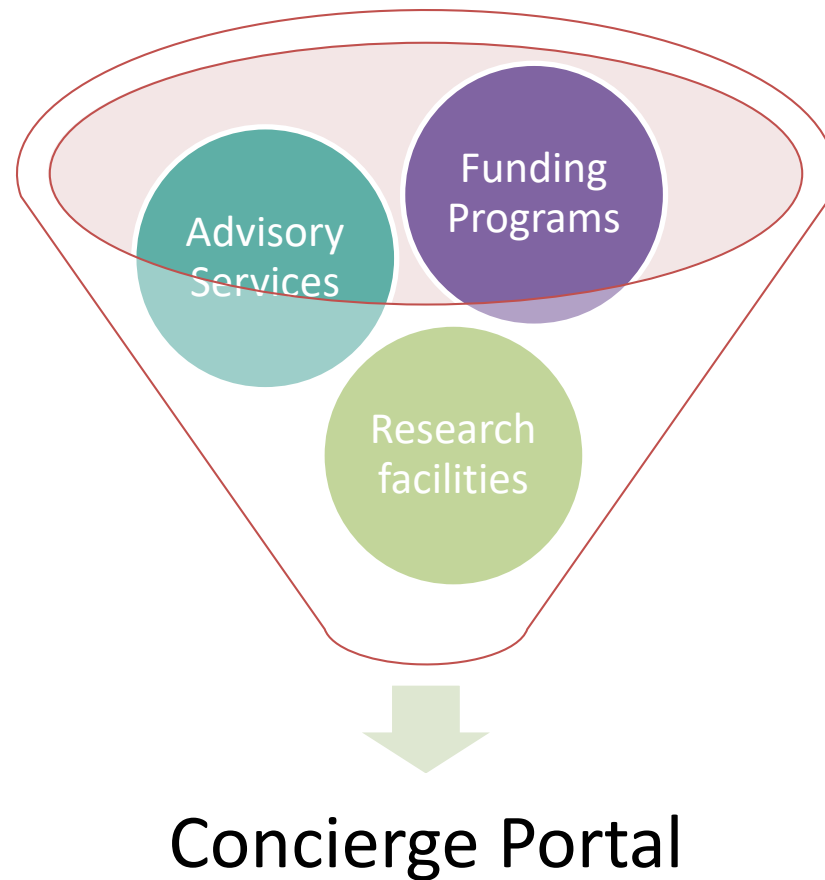 Funding
Programs
Advisory
Services
Research
facilities
Concierge Portal